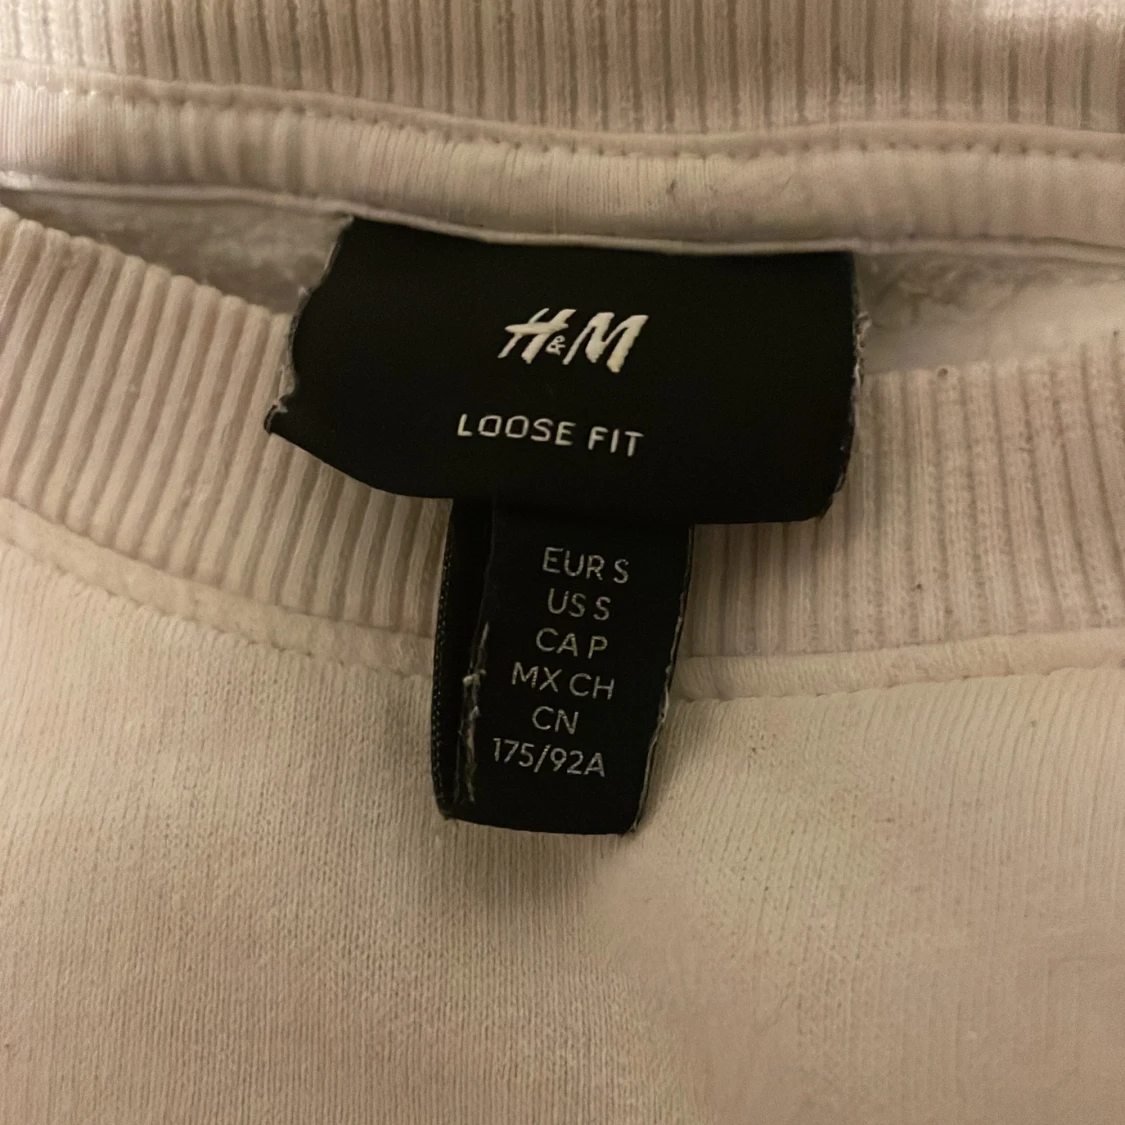 H&M
LOOSE FIT
EUR S
US S
CA P
MX CH
CN
175/92A